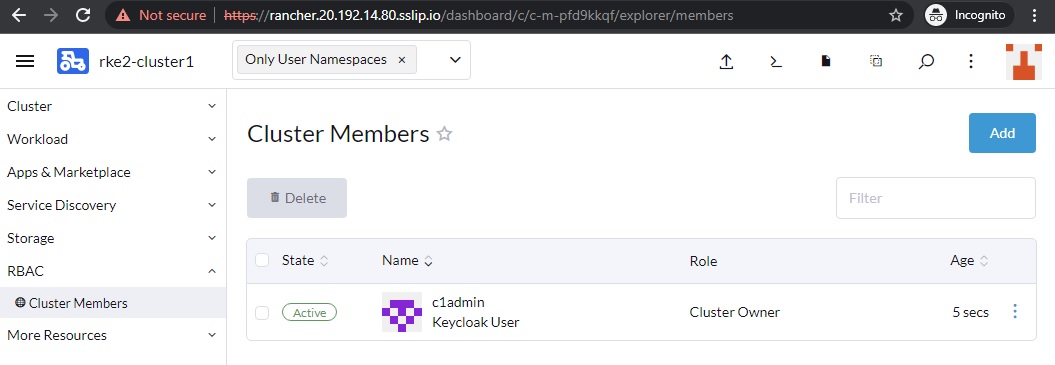 Not secure
https://rancher.20.192.14.80.sslip.io/dashboard/c/c-m-pfd9kkqf/explorer/members
Incognito
rke2-cluster1
Only User Namespaces ×
Cluster
Workload
Apps & Marketplace
Service Discovery
Storage
RBAC
Cluster Members
More Resources
Cluster Members
Add
Delete
Filter
State
Name
Role
Age
Active
c1admin
Keycloak User
Cluster Owner
5 secs